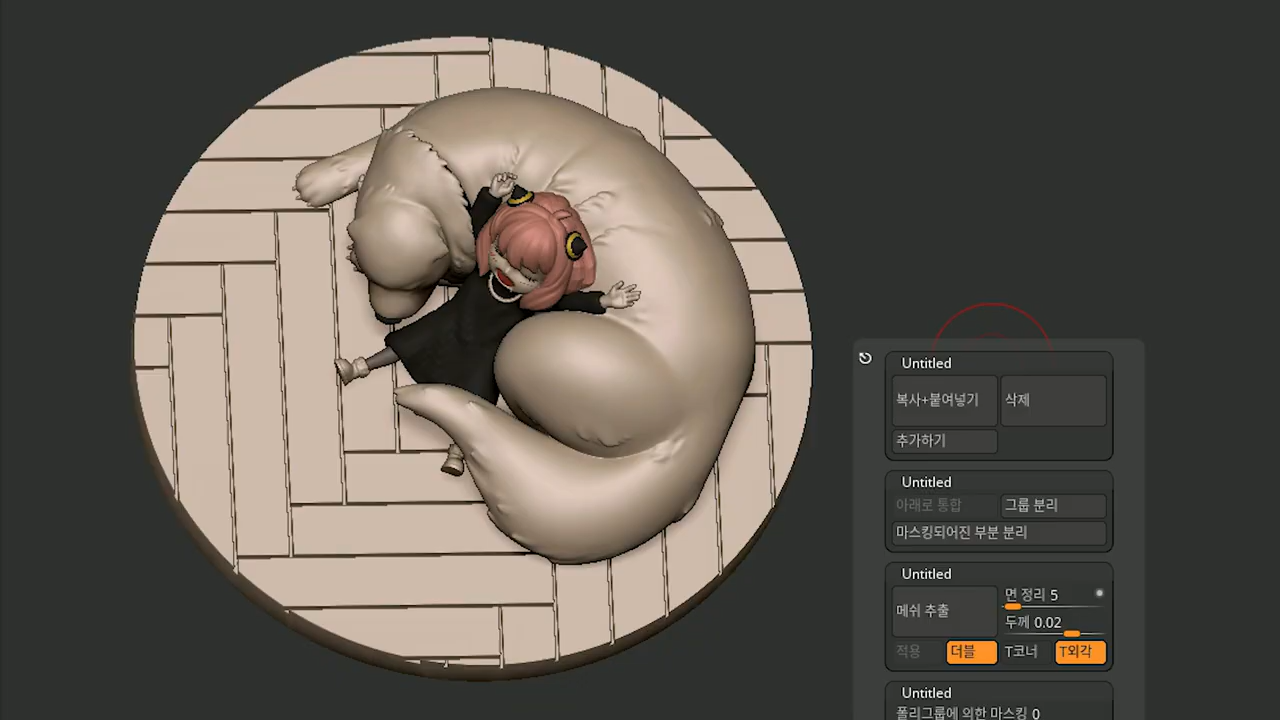 Untitled
복사+붙여넣기 삭제
추가하기
Untitled
아래로 통합 그룹 분리
마스킹되어진 부분 분리
Untitled
메쉬 추출 면 정리 5
두께 0.02
적용 더블 T코너 T외각
Untitled
폴리그룹에 의한 마스킹 0